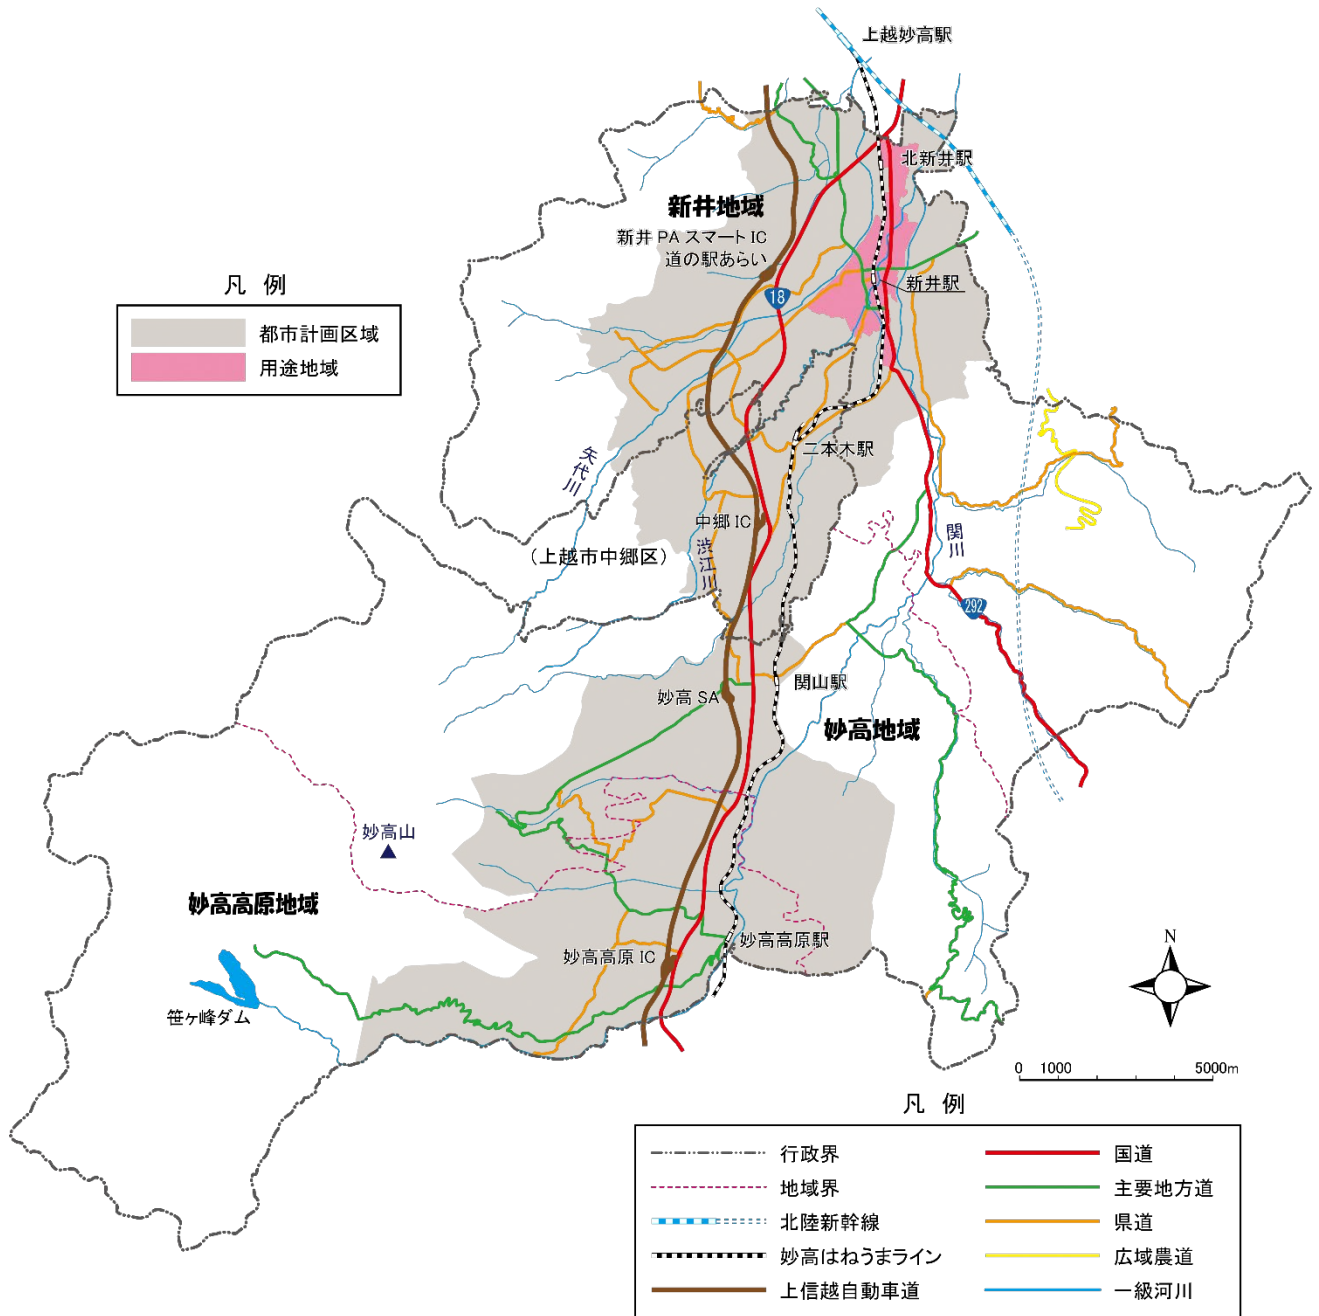 上越妙高駅
北新井駅
新井地域
新井 PA スマート IC
道の駅あらい
新井駅
18
凡 例
都市計画区域
用途地域
二本木駅
矢代川
中郷 IC
渋江川
関川
（上越市中郷区）
292
関山駅
妙高 SA
妙高地域
妙高山
妙高高原地域
妙高高原駅
妙高高原 IC
笹ヶ峰ダム
N
0 1000 5000m
凡 例
行政界
地域界
北陸新幹線
妙高はねうまライン
上信越自動車道
国道
主要地方道
県道
広域農道
一級河川